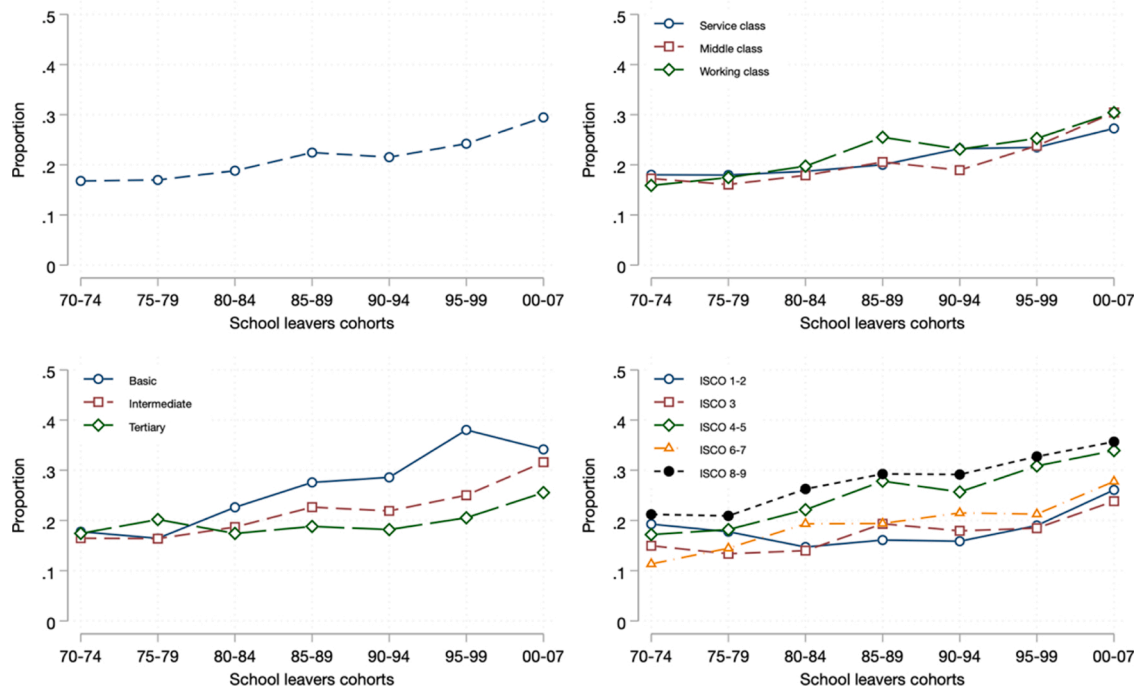 .5
.4
.3
.2
.1
0
Proportion
70-74 75-79 80-84 85-89 90-94 95-99 00-07
School leavers cohorts
.5
.4
.3
.2
.1
0
Proportion
Service class
Middle class
Working class
70-74 75-79 80-84 85-89 90-94 95-99 00-07
School leavers cohorts
.5
.4
.3
.2
.1
0
Proportion
Basic
Intermediate
Tertiary
70-74 75-79 80-84 85-89 90-94 95-99 00-07
School leavers cohorts
.5
.4
.3
.2
.1
0
Proportion
ISCO 1-2
ISCO 3
ISCO 4-5
ISCO 6-7
ISCO 8-9
70-74 75-79 80-84 85-89 90-94 95-99 00-07
School leavers cohorts